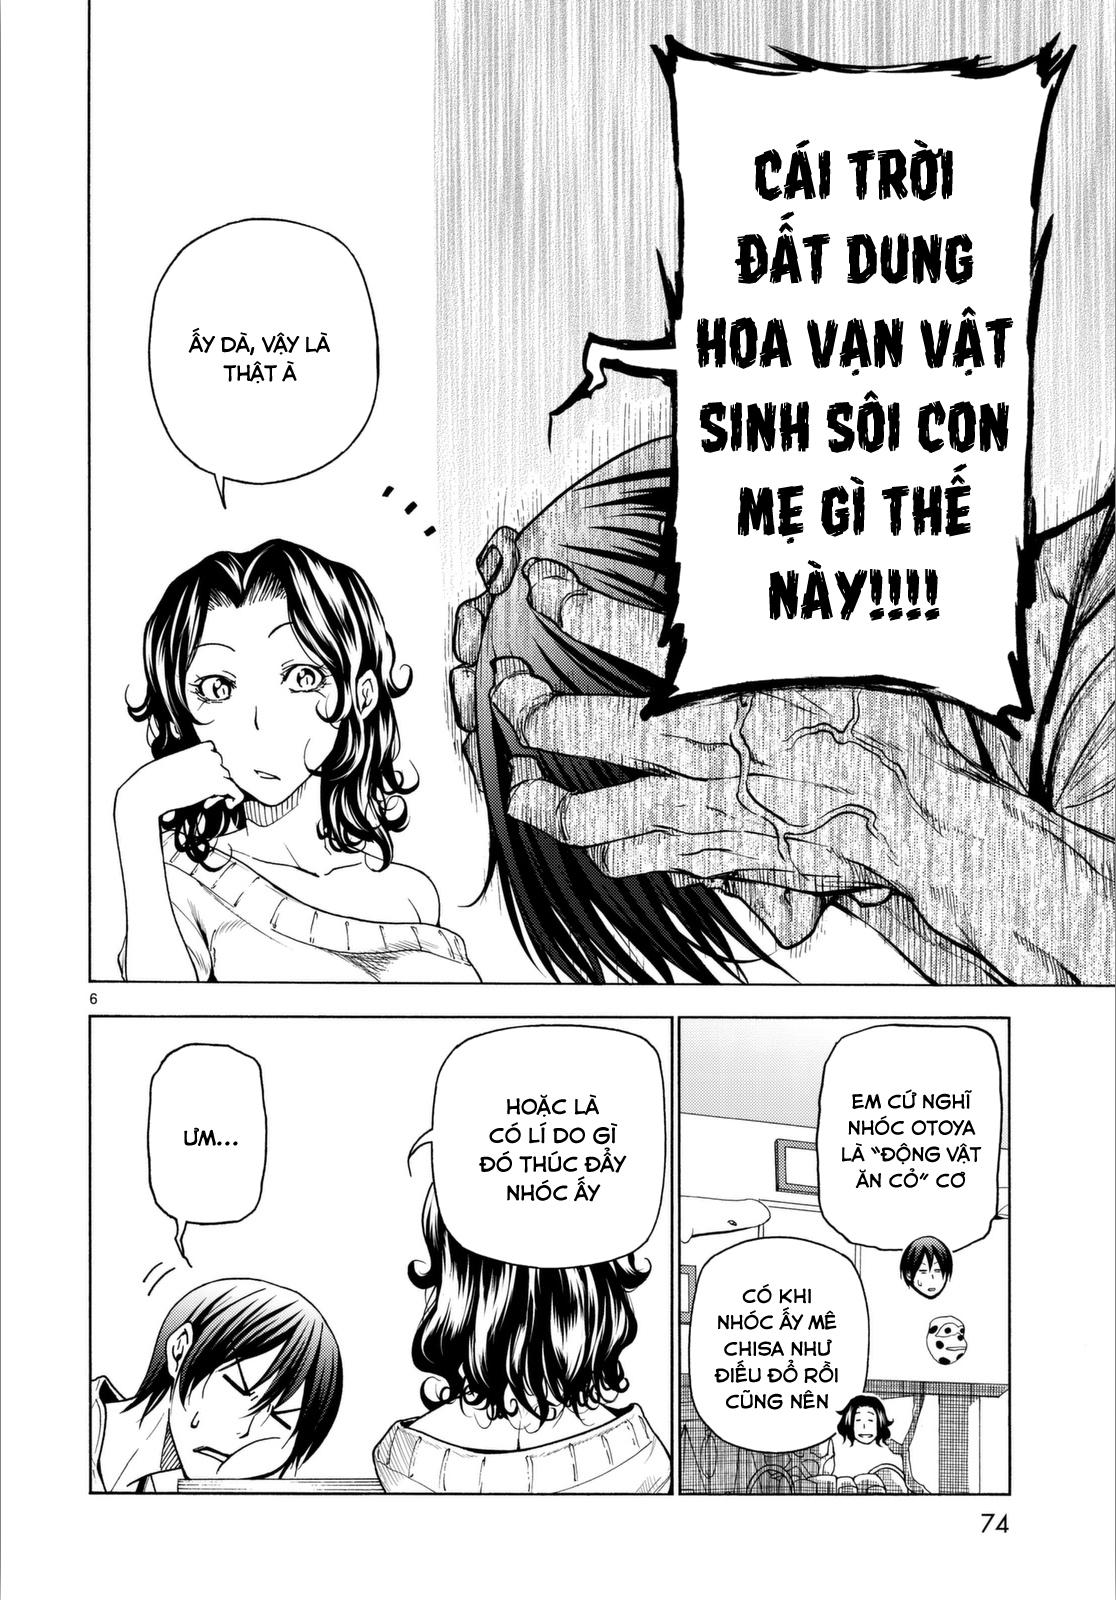 CÁI TRỜI
ĐẤT DUNG
HOA VẠN VẬT
SINH SÔI CON
MẸ GÌ THẾ
NÀY!!!!
ẤY DÀ, VẬY LÀ
THẬT À
6
EM CỨ NGHĨ
NHÓC OTOYA
LÀ “ĐỘNG VẬT
ĂN CỎ” CƠ
CÓ KHI
NHÓC ẤY MÊ
CHISA NHƯ
ĐIẾU ĐỔ RỒI
CŨNG NÊN
HOẶC LÀ
CÓ LÍ DO GÌ
ĐÓ THÚC ĐẨY
NHÓC ẤY
ƯM...
74